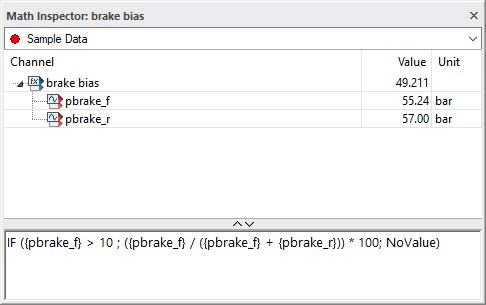 Math Inspector: brake bias
Sample Data
Channel Value Unit
brake bias 49.211
pbrake_f 55.24 bar
pbrake_r 57.00 bar
IF ({pbrake_f} > 10 ; ({pbrake_f} / ({pbrake_f} + {pbrake_r})) * 100; NoValue)